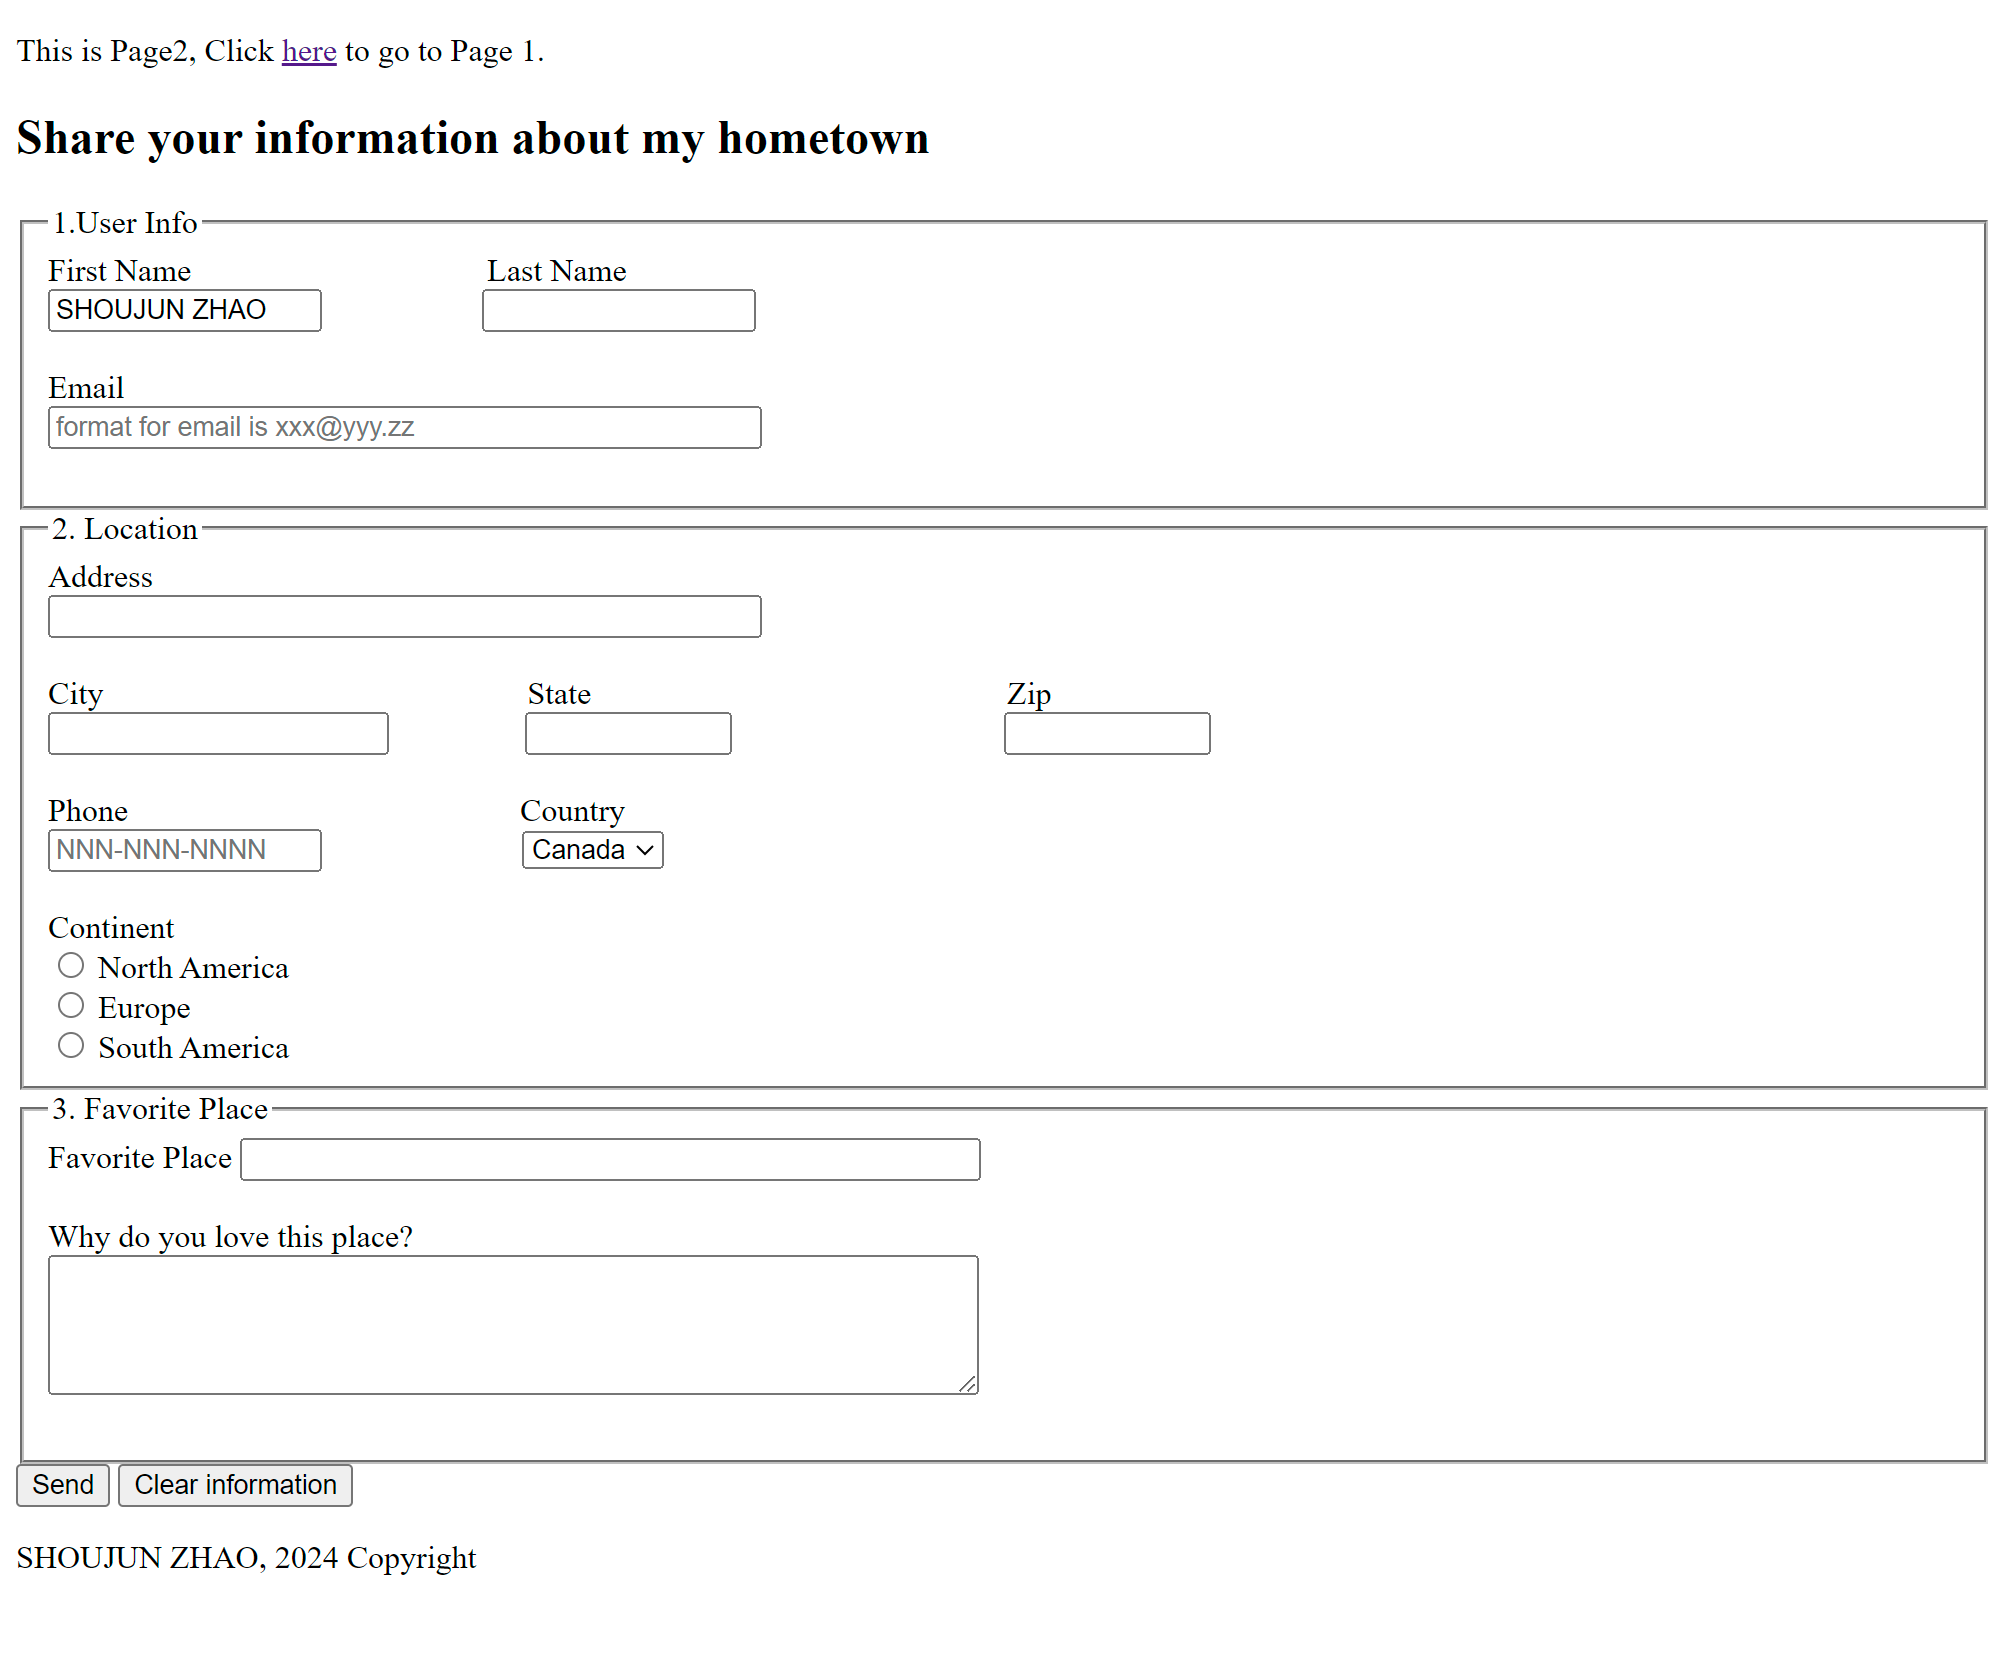 This is Page2, Click here to go to Page 1.
Share your information about my hometown
1.User Info
First Name Last Name
SHOUJUN ZHAO
Email
format for email is xxx@yyy.zz
2. Location
Address
City State Zip
Phone Country
NNN-NNN-NNNN Canada
Continent
North America
Europe
South America
3. Favorite Place
Favorite Place
Why do you love this place?
Send Clear information
SHOUJUN ZHAO, 2024 Copyright